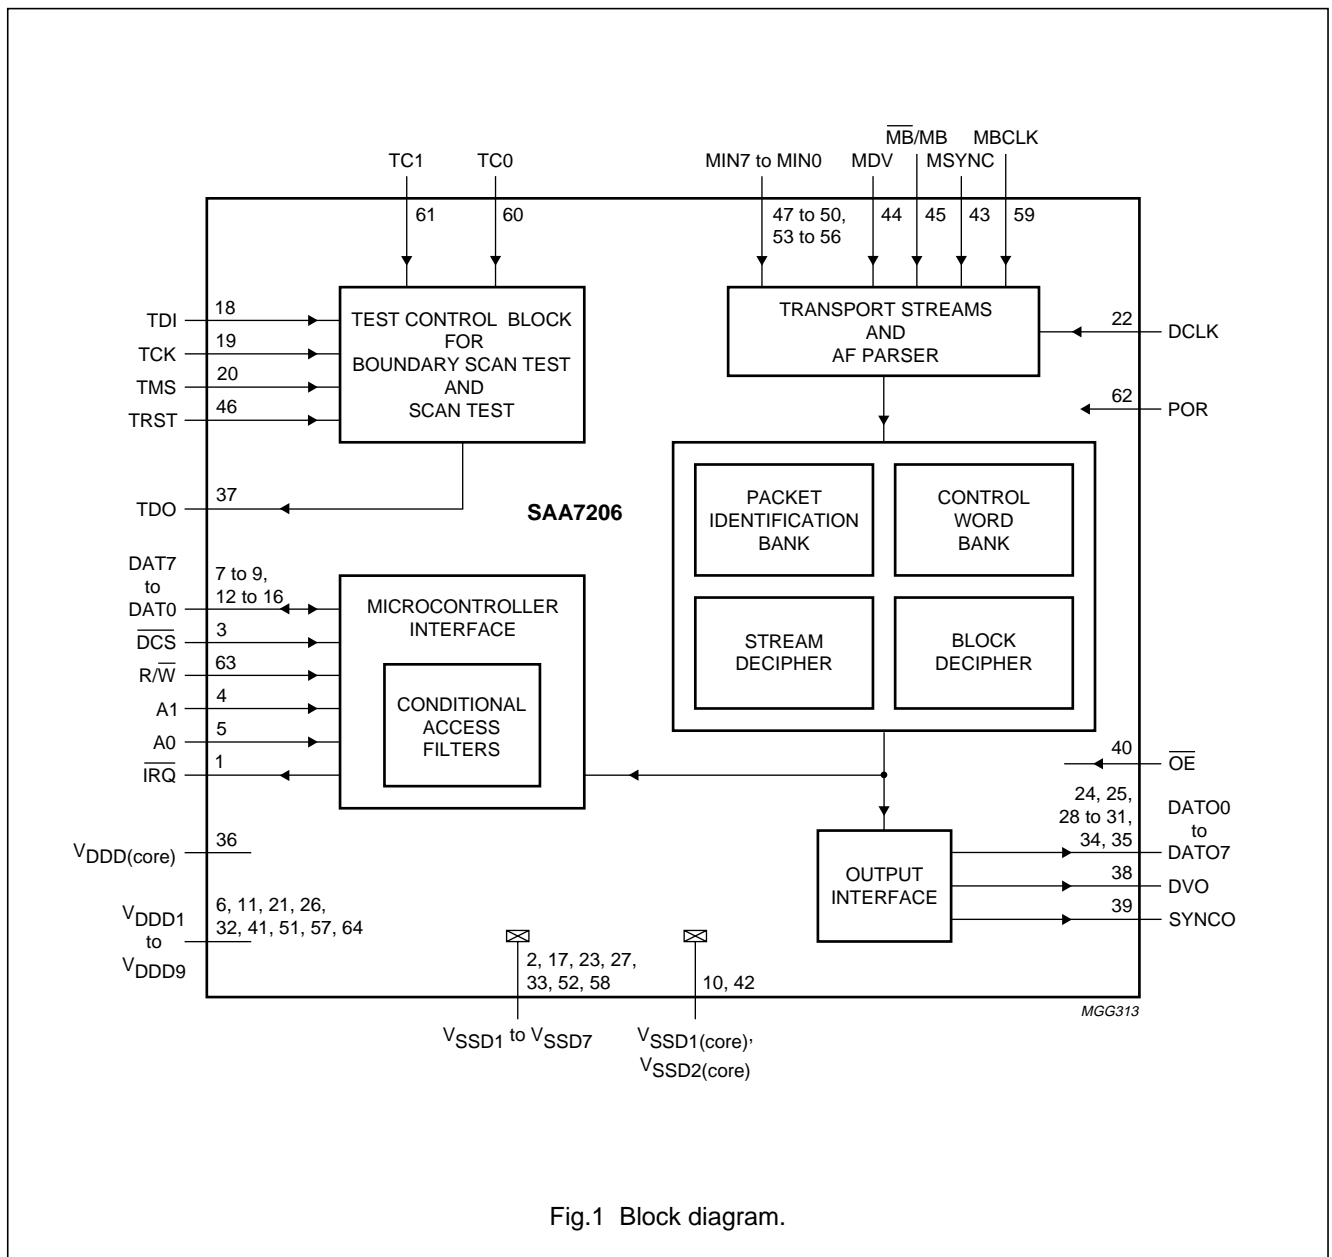 M̅B̅/MB MBCLK
TC1 TC0 MIN7 to MIN0 MDV MSYNC
61 60 47 to 50, 44 45 43 59
53 to 56
TDI 18
TCK 19
TMS 20
TRST 46
TEST CONTROL BLOCK
FOR
BOUNDARY SCAN TEST
AND
SCAN TEST
TRANSPORT STREAMS
AND
AF PARSER
22 DCLK
62 POR
TDO 37
SAA7206
PACKET
IDENTIFICATION
BANK
CONTROL
WORD
BANK
STREAM
DECIPHER
BLOCK
DECIPHER
DAT7
to
DAT0
7 to 9,
12 to 16
D̅C̅S̅ 3
R/W̅ 63
A1 4
A0 5
I̅R̅Q̅ 1
MICROCONTROLLER
INTERFACE
CONDITIONAL
ACCESS
FILTERS
40 O̅E̅
24, 25,
28 to 31,
34, 35
DATO0
to
DATO7
38 DVO
39 SYNCO
OUTPUT
INTERFACE
VDDD(core) 36
VDDD1
to
VDDD9
6, 11, 21, 26,
32, 41, 51, 57, 64
2, 17, 23, 27,
33, 52, 58
10, 42
VSSD1 to VSSD7
VSSD1(core),
VSSD2(core)
MGG313
Fig.1 Block diagram.